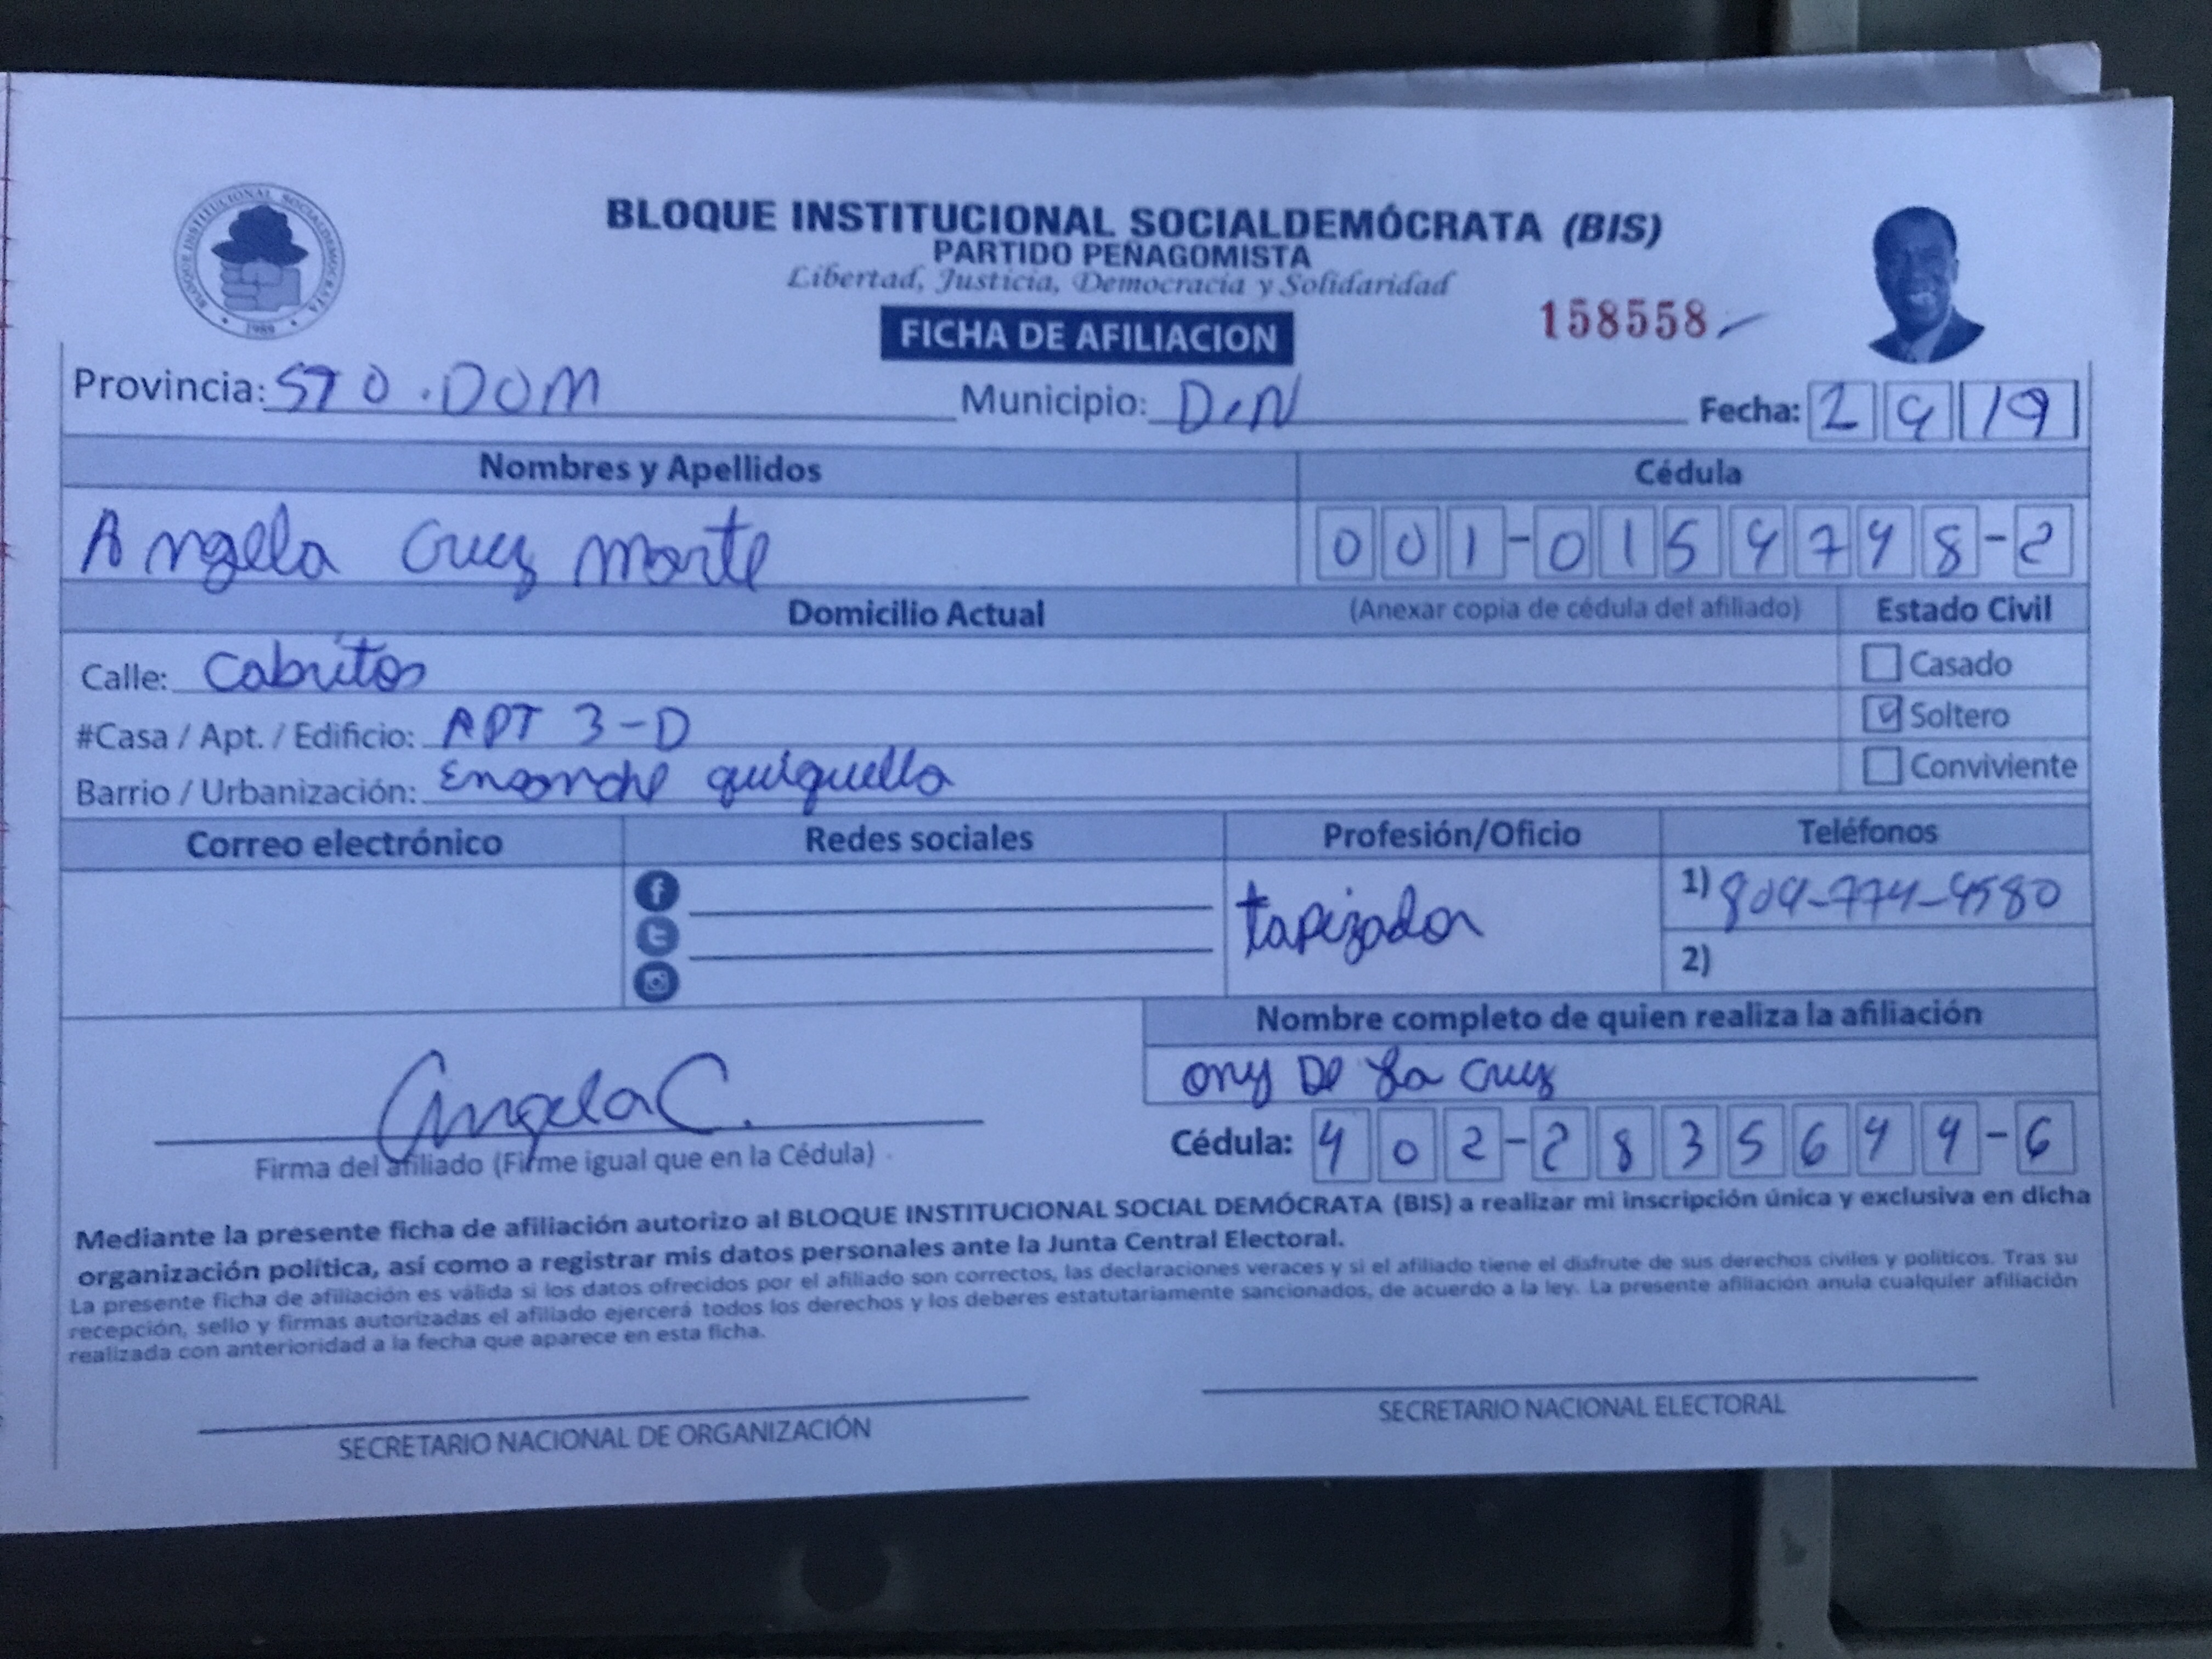 BLOQUE INSTITUCIONAL SOCIALDEMOCRATA
1989
BLOQUE INSTITUCIONAL SOCIALDEMÓCRATA (BIS)
PARTIDO PEÑAGOMISTA
Libertad, Justicia, Democracia y Solidaridad
FICHA DE AFILIACION
158558
Provincia: STO. DOM Municipio: D.N Fecha: 2 9 19
Nombres y Apellidos Cédula
Angela Cruz Morte 001-0154748-2
Domicilio Actual (Anexar copia de cédula del afiliado) Estado Civil
Calle: Cabritos Casado
#Casa / Apt. / Edificio: APT 3-D Soltero
Barrio / Urbanización: Ensanche quisquella Conviviente
Correo electrónico Redes sociales Profesión/Oficio Teléfonos
tapizador 1) 809-774-4580
2)
Nombre completo de quien realiza la afiliación
ony De La Cruz
Angela C.
Firma del afiliado (Firme igual que en la Cédula)
Cédula: 402-2835644-6
Mediante la presente ficha de afiliación autorizo al BLOQUE INSTITUCIONAL SOCIAL DEMÓCRATA (BIS) a realizar mi inscripción única y exclusiva en dicha
organización política, así como a registrar mis datos personales ante la Junta Central Electoral.
La presente ficha de afiliación es válida si los datos ofrecidos por el afiliado son correctos, las declaraciones veraces y si el afiliado tiene el disfrute de sus derechos civiles y políticos. Tras su
recepción, sello y firmas autorizadas el afiliado ejercerá todos los derechos y los deberes estatutariamente sancionados, de acuerdo a la ley. La presente afiliación anula cualquier afiliación
realizada con anterioridad a la fecha que aparece en esta ficha.
SECRETARIO NACIONAL DE ORGANIZACIÓN
SECRETARIO NACIONAL ELECTORAL